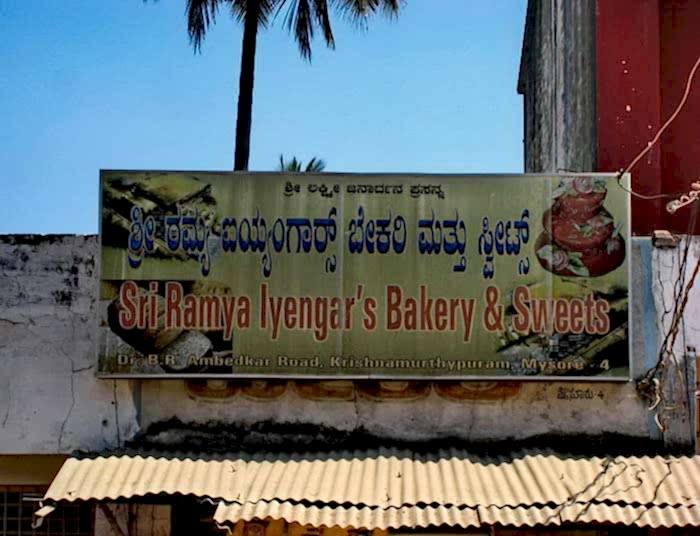 ಶ್ರೀ ಲಕ್ಷ್ಮೀ ಜನಾರ್ದನ ಪ್ರಸನ್ನ
ಶ್ರೀ ರಮ್ಯ ಐಯ್ಯಂಗಾರ್ಸ್ ಬೇಕರಿ ಮತ್ತು ಸ್ವೀಟ್ಸ್
Sri Ramya Iyengar's Bakery & Sweets
Dr. B.R. Ambedkar Road, Krishnamurthypuram, Mysore - 4